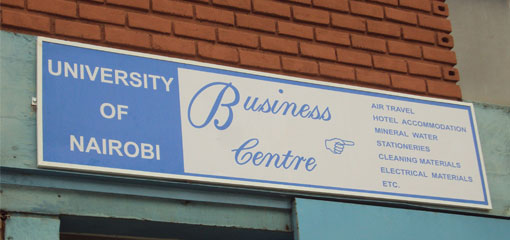 UNIVERSITY
OF
NAIROBI
Business
Centre
AIR TRAVEL
HOTEL ACCOMMODATION
MINERAL WATER
STATIONERIES
CLEANING MATERIALS
ELECTRICAL MATERIALS
ETC.